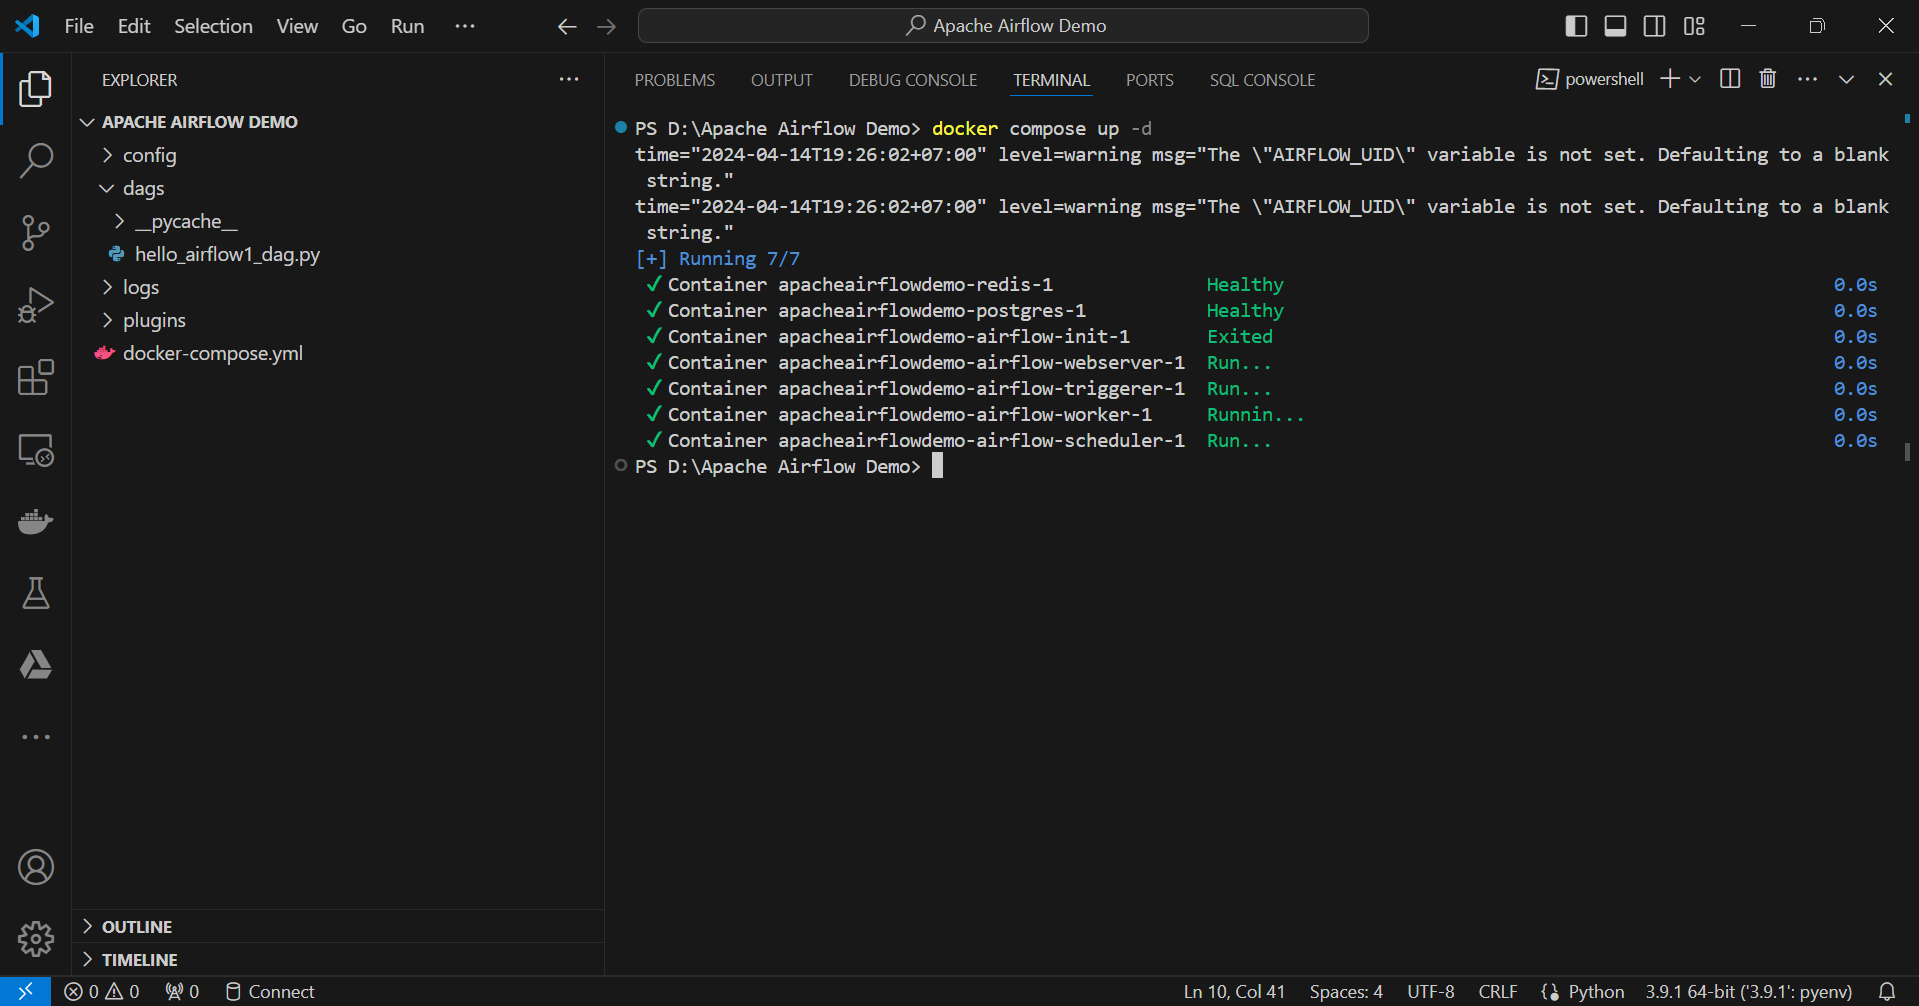 File Edit Selection View Go Run ···
Apache Airflow Demo
EXPLORER ···
APACHE AIRFLOW DEMO
config
dags
__pycache__
hello_airflow1_dag.py
logs
plugins
docker-compose.yml
OUTLINE
TIMELINE
PROBLEMS OUTPUT DEBUG CONSOLE TERMINAL PORTS SQL CONSOLE
powershell
PS D:\Apache Airflow Demo> docker compose up -d
time="2024-04-14T19:26:02+07:00" level=warning msg="The \"AIRFLOW_UID\" variable is not set. Defaulting to a blank
string."
time="2024-04-14T19:26:02+07:00" level=warning msg="The \"AIRFLOW_UID\" variable is not set. Defaulting to a blank
string."
[+] Running 7/7
✓ Container apacheairflowdemo-redis-1 Healthy 0.0s
✓ Container apacheairflowdemo-postgres-1 Healthy 0.0s
✓ Container apacheairflowdemo-airflow-init-1 Exited 0.0s
✓ Container apacheairflowdemo-airflow-webserver-1 Run... 0.0s
✓ Container apacheairflowdemo-airflow-triggerer-1 Run... 0.0s
✓ Container apacheairflowdemo-airflow-worker-1 Runnin... 0.0s
✓ Container apacheairflowdemo-airflow-scheduler-1 Run... 0.0s
PS D:\Apache Airflow Demo>
0 0 0 Connect
Ln 10, Col 41 Spaces: 4 UTF-8 CRLF Python 3.9.1 64-bit ('3.9.1': pyenv)